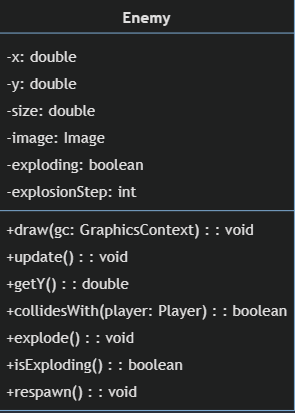 Enemy
-x: double
-y: double
-size: double
-image: Image
-exploding: boolean
-explosionStep: int
+draw(gc: GraphicsContext) : : void
+update() : : void
+getY() : : double
+collidesWith(player: Player) : : boolean
+explode() : : void
+isExploding() : : boolean
+respawn() : : void